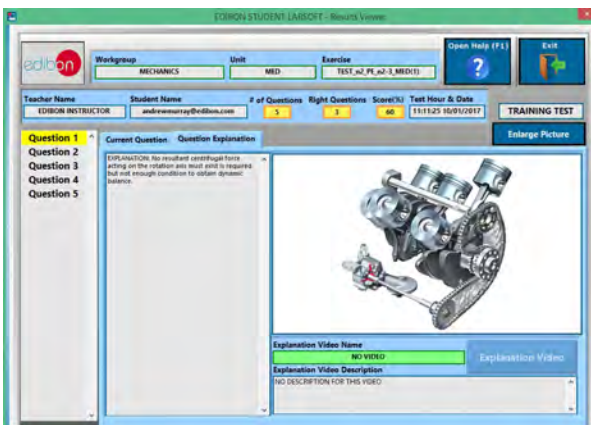 EDIBON STUDENT LABSOFT - Results Viewer
edibon
Workgroup
MECHANICS
Unit
MED
Exercise
TEST_n2_PE_n2-3_MED(1)
Open Help (F1)
?
Exit
Teacher Name
EDIBON INSTRUCTOR
Student Name
andrewmurray@edibon.com
# of Questions
5
Right Questions
3
Score(%)
60
Test Hour & Date
11:11:25 10/01/2017
TRAINING TEST
Enlarge Picture
Question 1
Question 2
Question 3
Question 4
Question 5
Current Question
Question Explanation
EXPLANATION: No resultent centrifugal force
acting on the rotation axis must exist is required
but not enough condition to obtain dynamic
balance.
Explanation Video Name
NO VIDEO
Explanation Video
Explanation Video Description
NO DESCRIPTION FOR THIS VIDEO